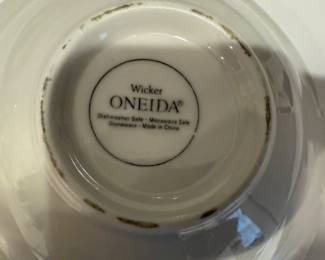 Wicker
ONEIDA®
Dishwasher Safe - Microwave Safe
Stoneware - Made in China